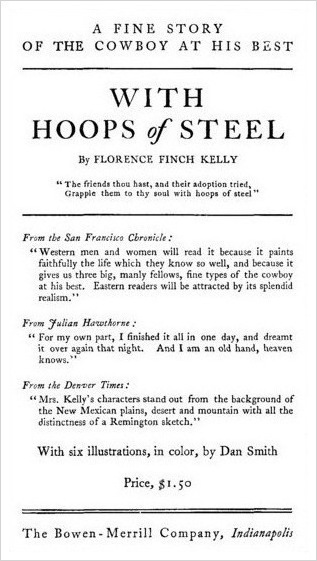 A FINE STORY
OF THE COWBOY AT HIS BEST
WITH
HOOPS of STEEL
By FLORENCE FINCH KELLY
“The friends thou hast, and their adoption tried,
Grapple them to thy soul with hoops of steel”
From the San Francisco Chronicle:
“Western men and women will read it because it paints
faithfully the life which they know so well, and because it
gives us three big, manly fellows, fine types of the cowboy
at his best. Eastern readers will be attracted by its splendid
realism.”
From Julian Hawthorne:
“For my own part, I finished it all in one day, and dreamt
it over again that night. And I am an old hand, heaven
knows.”
From the Denver Times:
“Mrs. Kelly's characters stand out from the background of
the New Mexican plains, desert and mountain with all the
distinctness of a Remington sketch.”
With six illustrations, in color, by Dan Smith
Price, $1.50
The Bowen-Merrill Company, Indianapolis